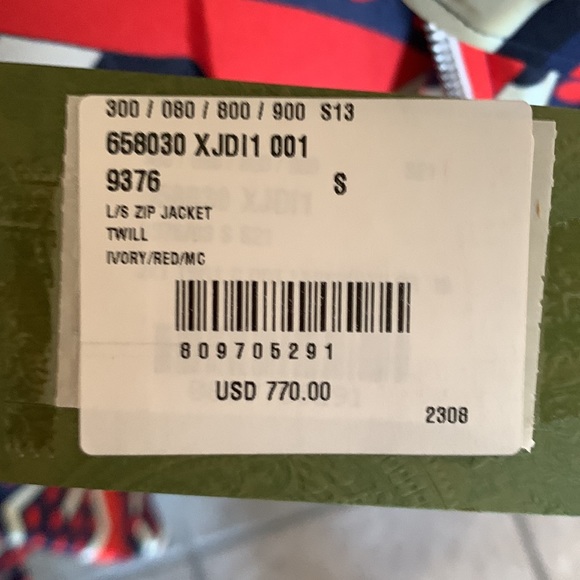 300 / 080 / 800 / 900 S13
658030 XJDI1 001
9376 S
L/S ZIP JACKET
TWILL
IVORY/RED/MC
809705291
USD 770.00
2308